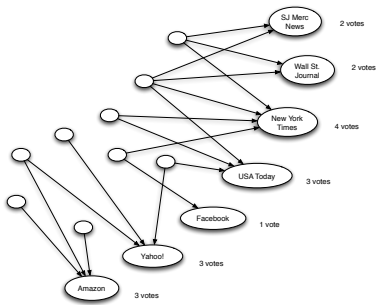 SJ Merc
News
2 votes
Wall St.
Journal
2 votes
New York
Times
4 votes
USA Today
3 votes
Facebook
1 vote
Yahoo!
3 votes
Amazon
3 votes